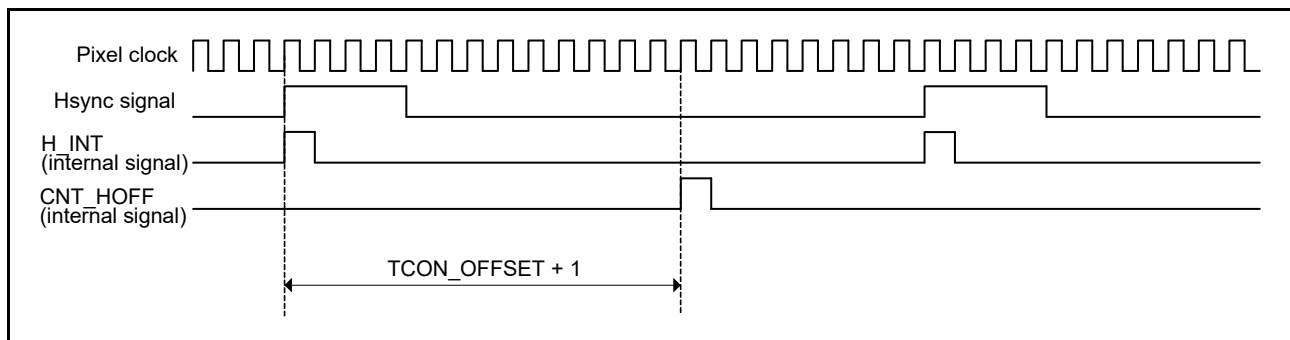 Pixel clock
Hsync signal
H_INT
(internal signal)
CNT_HOFF
(internal signal)
TCON_OFFSET + 1